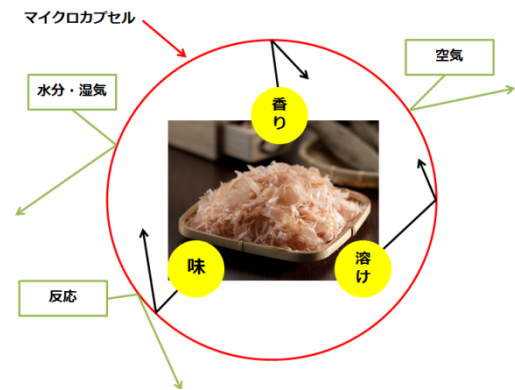 マイクロカプセル
空気
水分・湿気
香り
味
溶け
反応